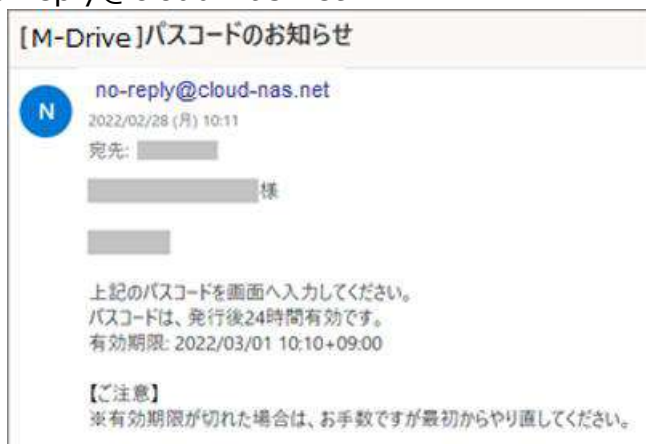 [M-Drive]パスコードのお知らせ
N
no-reply@cloud-nas.net
2022/02/28 (月) 10:11
宛先:
様
上記のパスコードを画面へ入力してください。
パスコードは、発行後24時間有効です。
有効期限: 2022/03/01 10:10+09:00
【ご注意】
※有効期限が切れた場合は、お手数ですが最初からやり直してください。